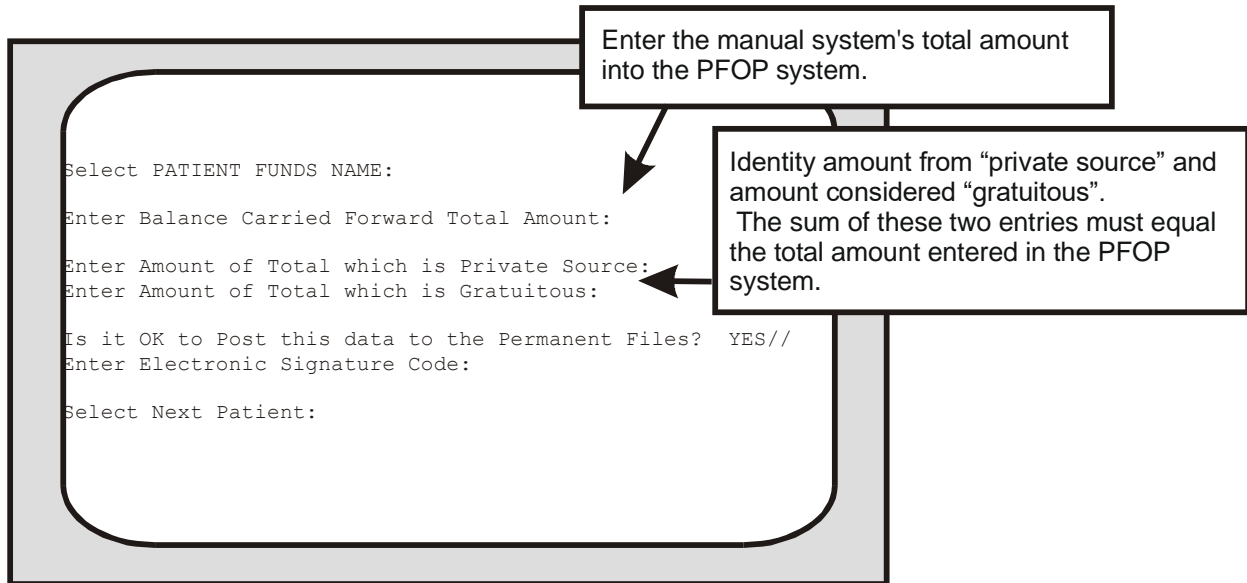 Enter the manual system's total amount
into the PFOP system.
Identity amount from “private source” and
amount considered “gratuitous”.
The sum of these two entries must equal
the total amount entered in the PFOP
system.
Select PATIENT FUNDS NAME:
Enter Balance Carried Forward Total Amount:
Enter Amount of Total which is Private Source:
Enter Amount of Total which is Gratuitous:
Is it OK to Post this data to the Permanent Files?  YES//
Enter Electronic Signature Code:
Select Next Patient: